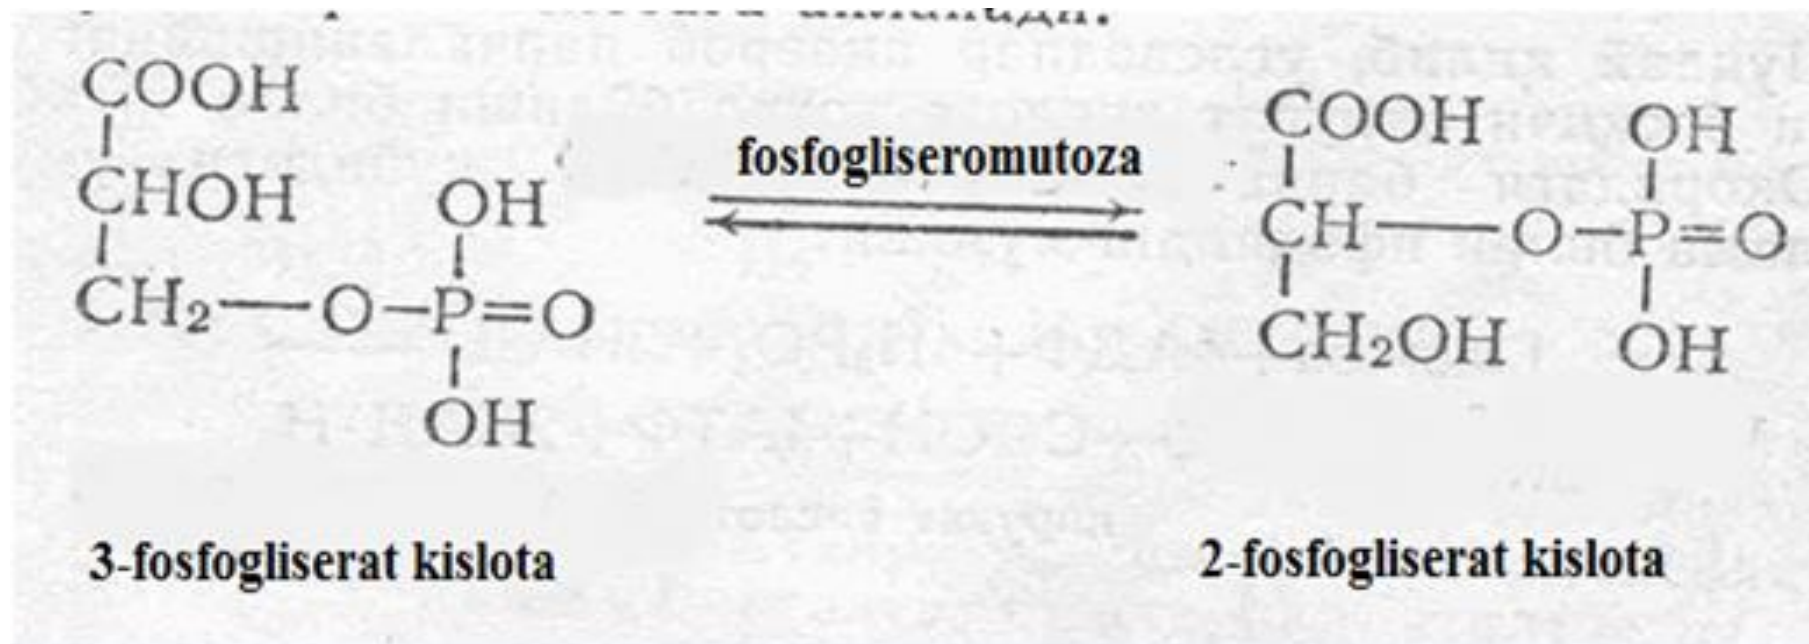 COOH
CHOH
OH
CH₂—O—P=O
OH
3-fosfogliserat kislota
fosfogliseromutoza
COOH
OH
CH—O—P=O
CH₂OH
OH
2-fosfogliserat kislota